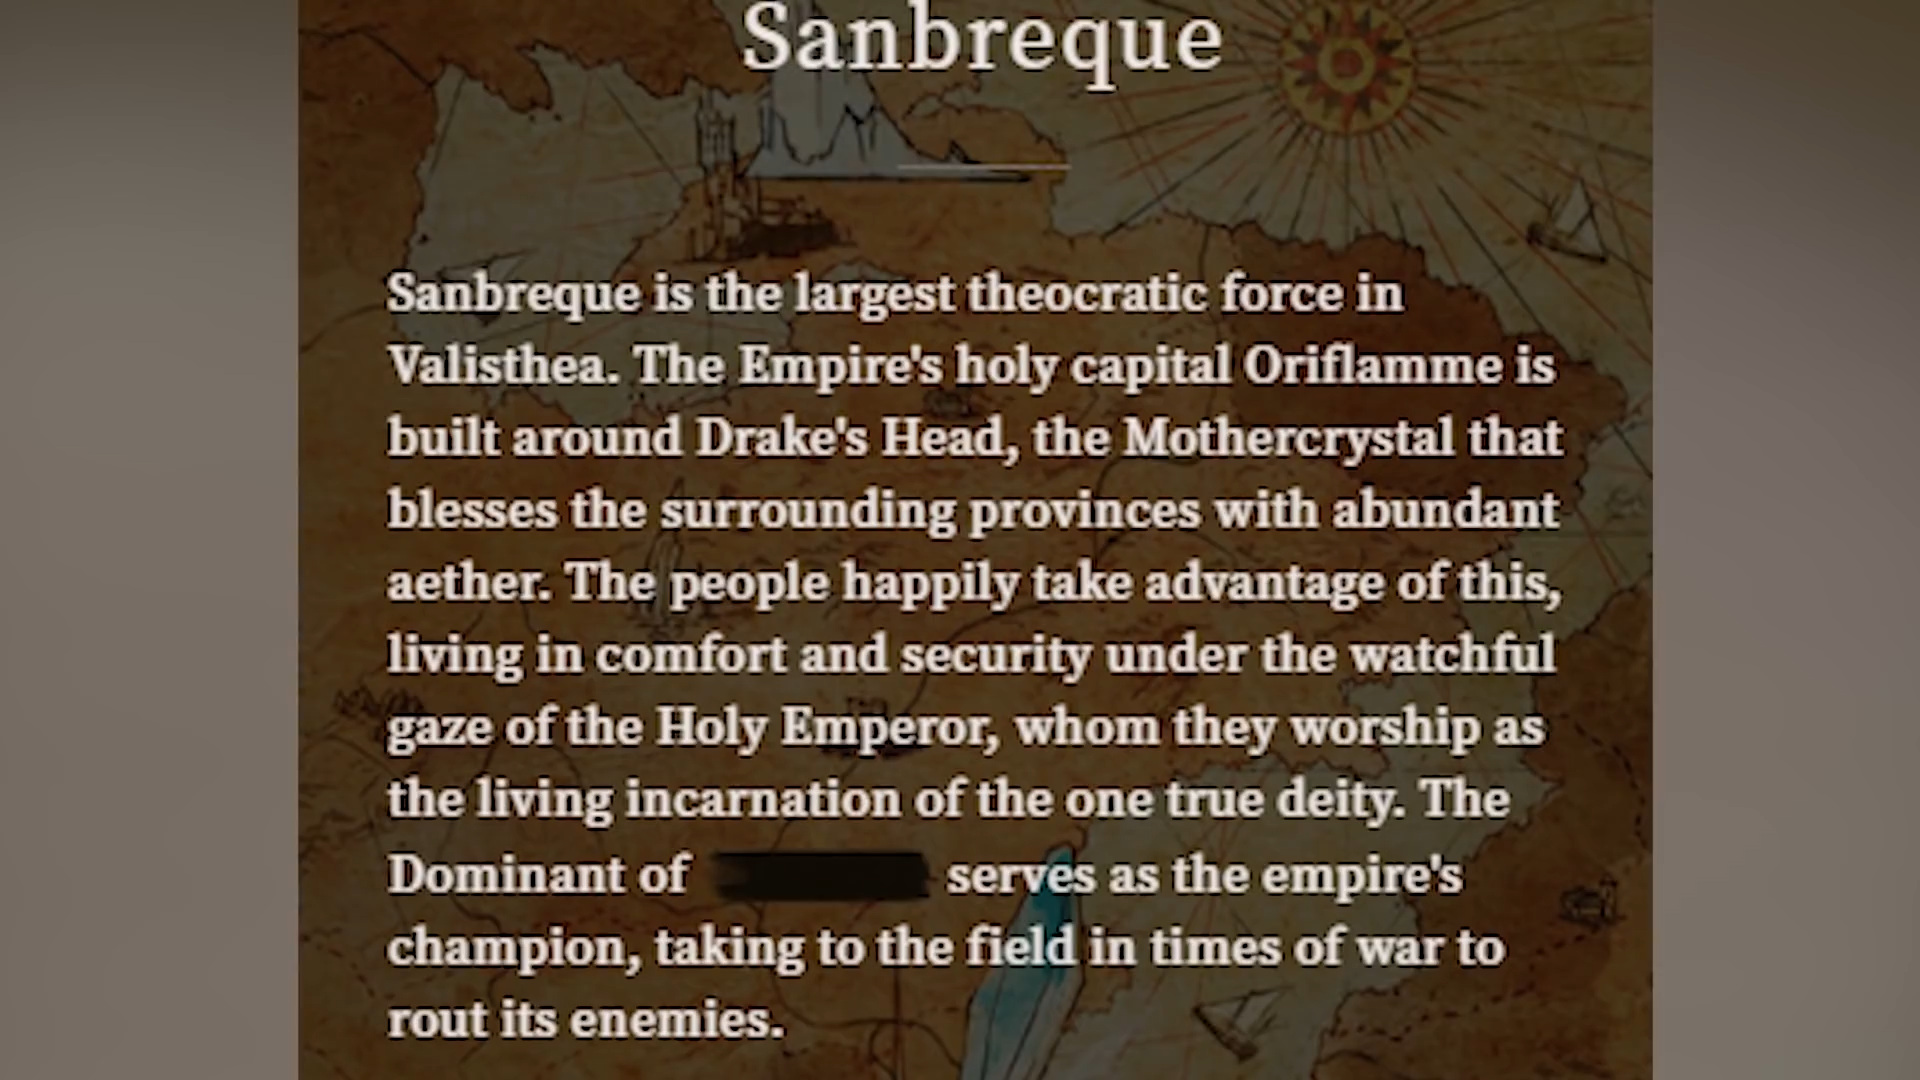 Sanbreque
Sanbreque is the largest theocratic force in
Valisthea. The Empire's holy capital Oriflamme is
built around Drake's Head, the Mothercrystal that
blesses the surrounding provinces with abundant
aether. The people happily take advantage of this,
living in comfort and security under the watchful
gaze of the Holy Emperor, whom they worship as
the living incarnation of the one true deity. The
Dominant of serves as the empire's
champion, taking to the field in times of war to
rout its enemies.